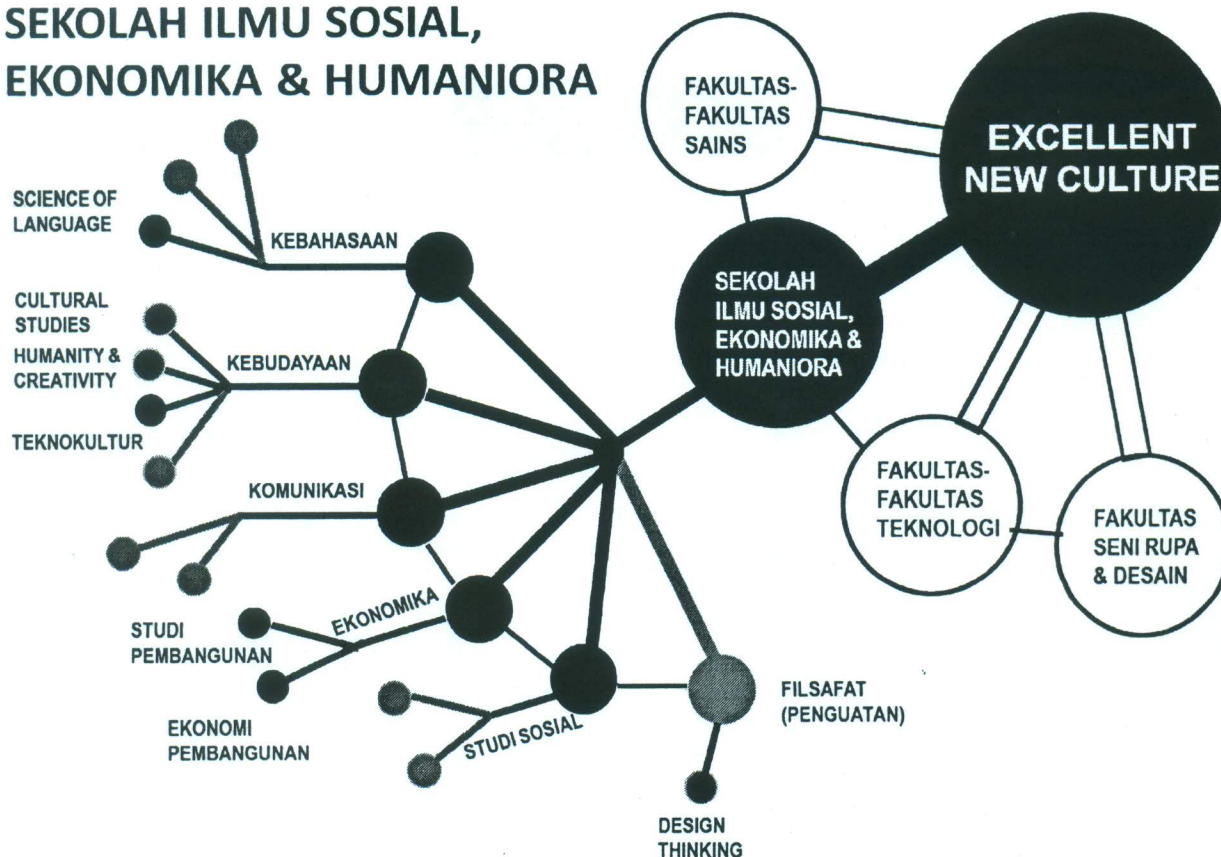 SEKOLAH ILMU SOSIAL,
EKONOMIKA & HUMANIORA
FAKULTAS-
FAKULTAS
SAINS
EXCELLENT
NEW CULTURE
SCIENCE OF
LANGUAGE
KEBAHASAAN
SEKOLAH
ILMU SOSIAL,
EKONOMIKA &
HUMANIORA
CULTURAL
STUDIES
HUMANITY &
CREATIVITY
KEBUDAYAAN
TEKNOKULTUR
KOMUNIKASI
FAKULTAS-
FAKULTAS
TEKNOLOGI
FAKULTAS
SENI RUPA
& DESAIN
EKONOMIKA
STUDI
PEMBANGUNAN
EKONOMI
PEMBANGUNAN
STUDI SOSIAL
FILSAFAT
(PENGUATAN)
DESIGN
THINKING